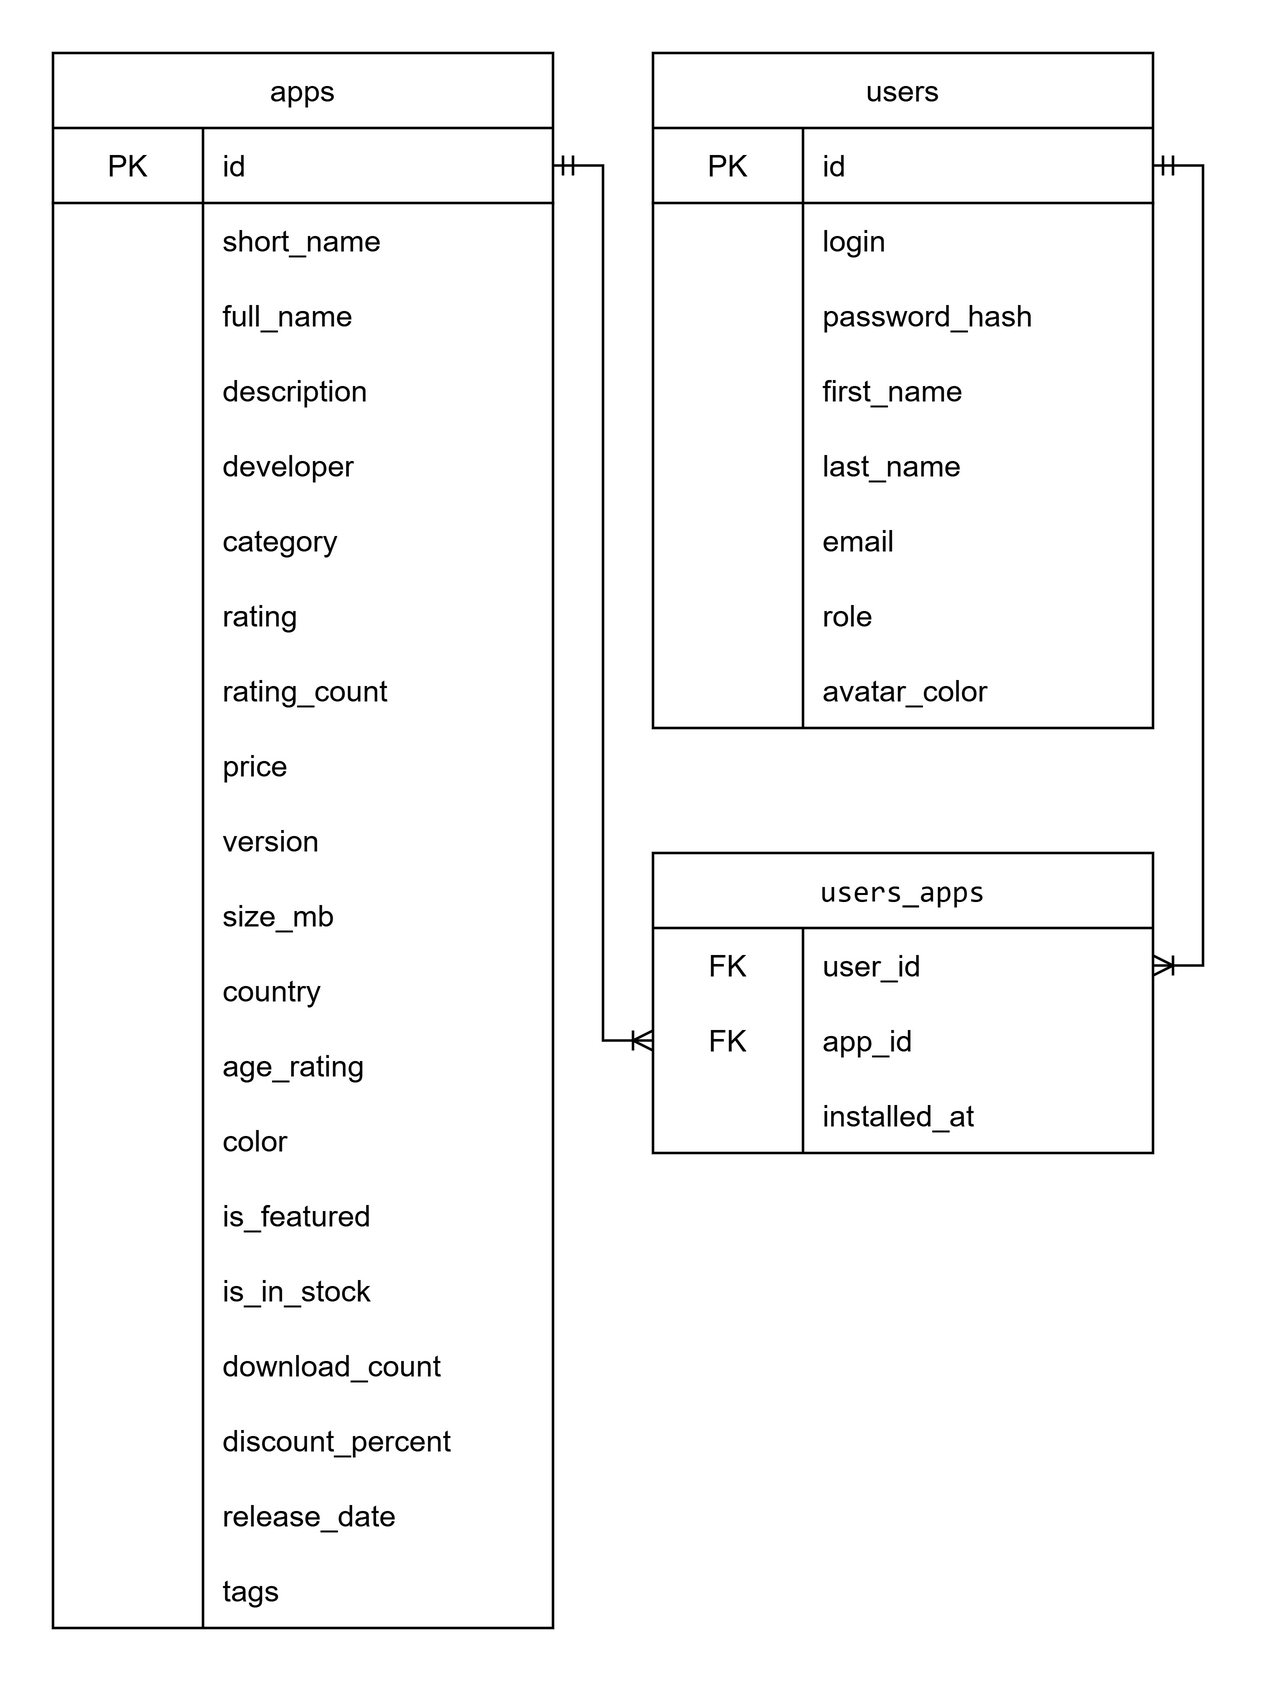 apps
PK id
short_name
full_name
description
developer
category
rating
rating_count
price
version
size_mb
country
age_rating
color
is_featured
is_in_stock
download_count
discount_percent
release_date
tags
users
PK id
login
password_hash
first_name
last_name
email
role
avatar_color
users_apps
FK user_id
FK app_id
installed_at